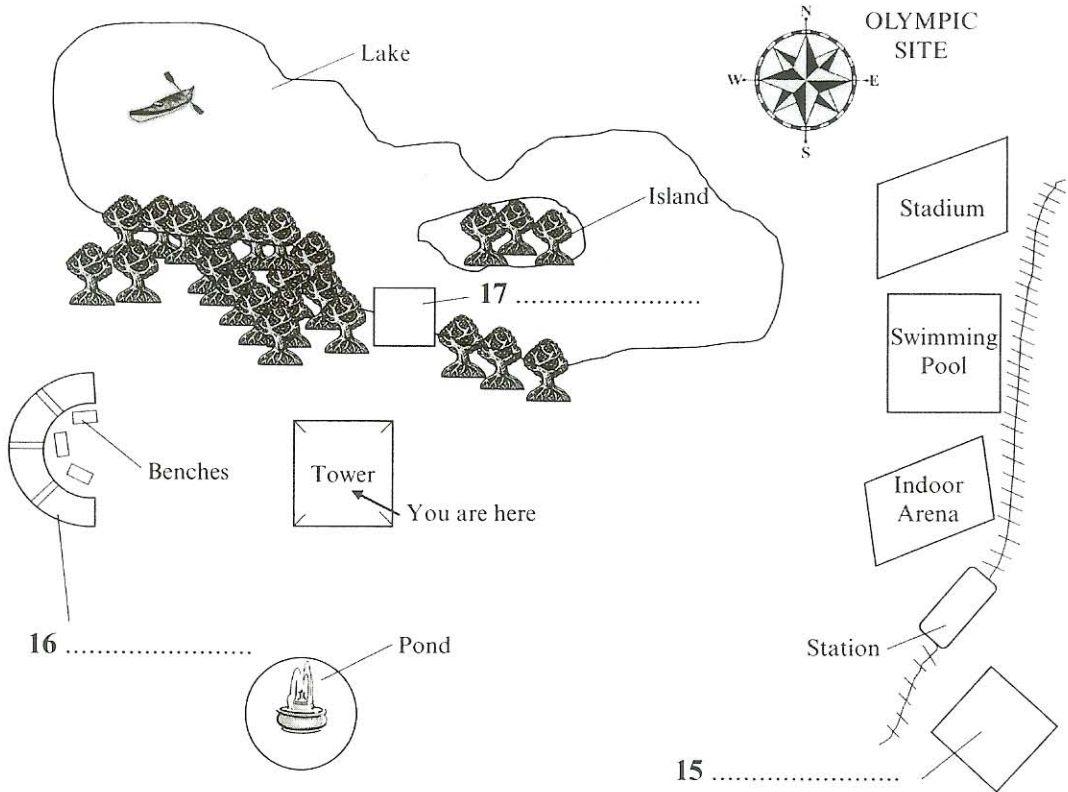 OLYMPIC
SITE
N
W
E
S
Lake
Island
Stadium
17 ........................
Swimming
Pool
Benches
Tower
You are here
Indoor
Arena
16 ........................
Pond
Station
15 ........................